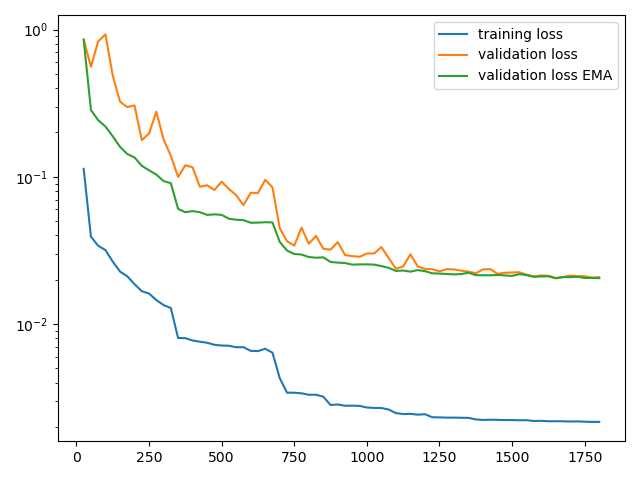 training loss
validation loss
validation loss EMA
10⁰
10⁻¹
10⁻²
0 250 500 750 1000 1250 1500 1750